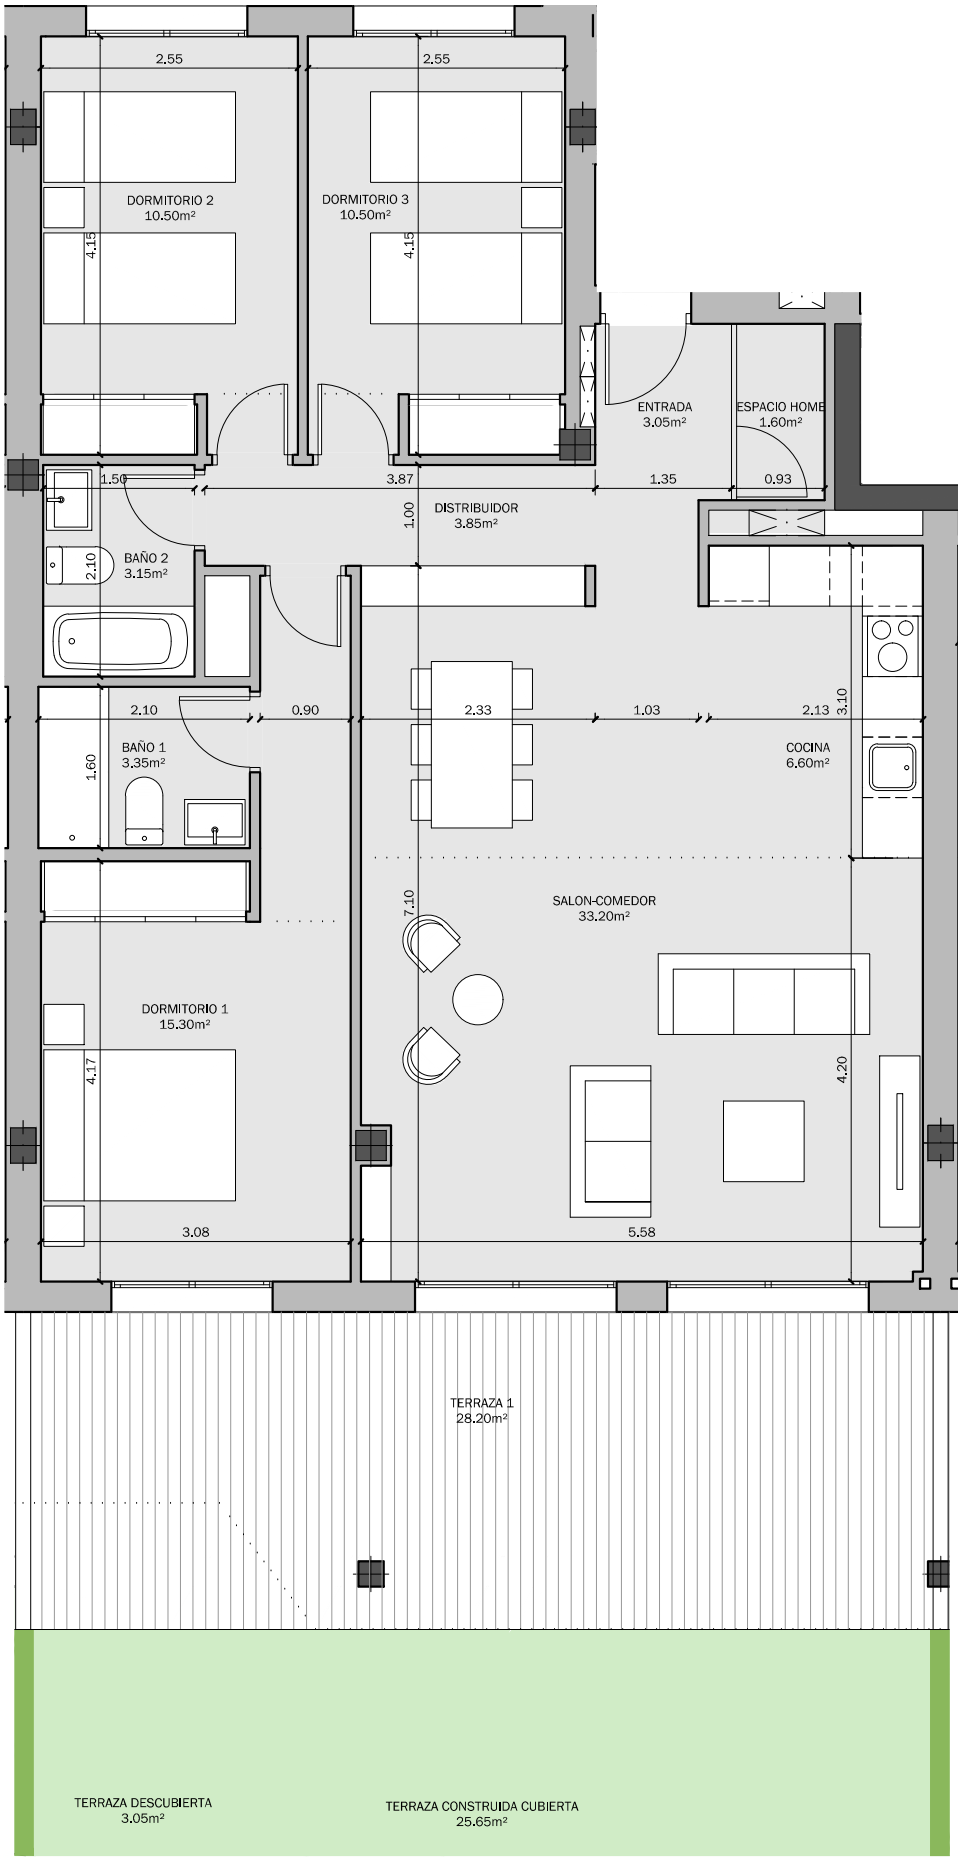 2.55
2.55
DORMITORIO 2
10.50m²
DORMITORIO 3
10.50m²
4.15
4.15
ENTRADA
3.05m²
ESPACIO HOME
1.60m²
1.50
3.87
1.35
0.93
DISTRIBUIDOR
3.85m²
1.00
BAÑO 2
3.15m²
2.10
2.10
0.90
2.33
1.03
2.13
3.10
BAÑO 1
3.35m²
1.60
COCINA
6.60m²
SALON-COMEDOR
33.20m²
7.10
DORMITORIO 1
15.30m²
4.17
4.20
3.08
5.58
TERRAZA 1
28.20m²
TERRAZA DESCUBIERTA
3.05m²
TERRAZA CONSTRUIDA CUBIERTA
25.65m²